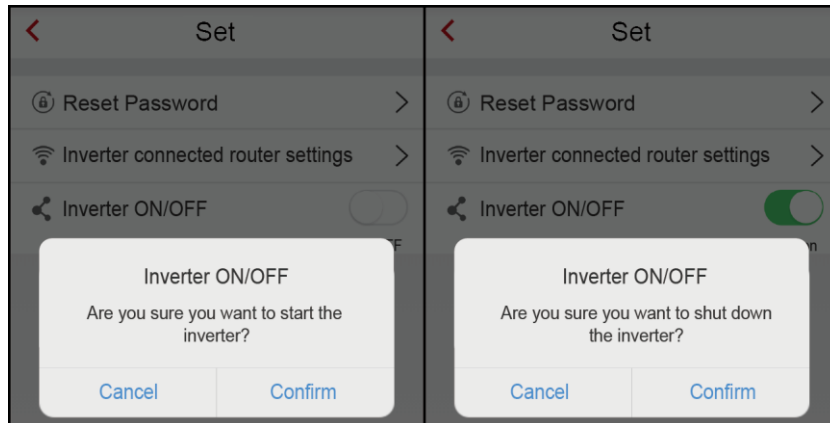 Set
Reset Password
Inverter connected router settings
Inverter ON/OFF
FF
Inverter ON/OFF
Are you sure you want to start the
inverter?
Cancel Confirm
Set
Reset Password
Inverter connected router settings
Inverter ON/OFF
on
Inverter ON/OFF
Are you sure you want to shut down
the inverter?
Cancel Confirm